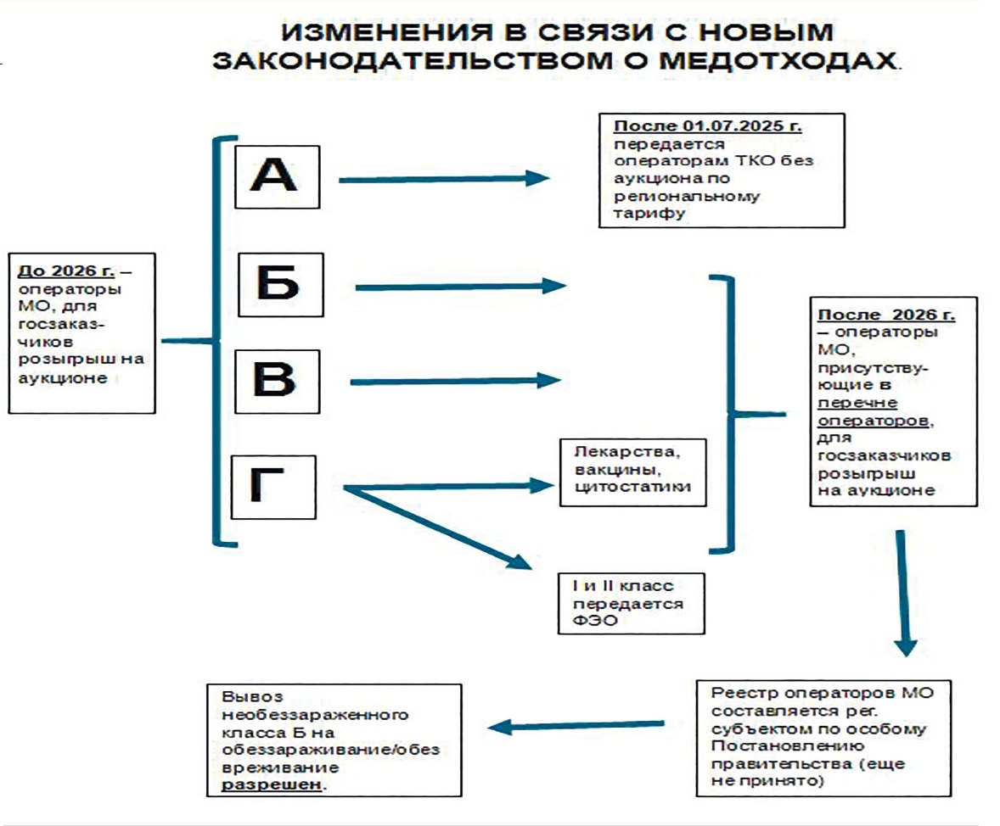 ИЗМЕНЕНИЯ В СВЯЗИ С НОВЫМ
ЗАКОНОДАТЕЛЬСТВОМ О МЕДОТХОДАХ.
После 01.07.2025 г.
передается
операторам ТКО без
аукциона по
региональному
тарифу
А
До 2026 г. –
операторы
МО, для
госзаказ-
чиков
розыгрыш на
аукционе
Б
В
Г
Лекарства,
вакцины,
цитостатики
I и II класс
передается
ФЭО
После 2026 г.
– операторы
МО,
присутству-
ющие в
перечне
операторов,
для
госзаказчиков
розыгрыш
на аукционе
Реестр операторов МО
составляется рег.
субъектом по особому
Постановлению
правительства (еще
не принято)
Вывоз
необеззараженного
класса Б на
обеззараживание/обез
вреживание
разрешен.